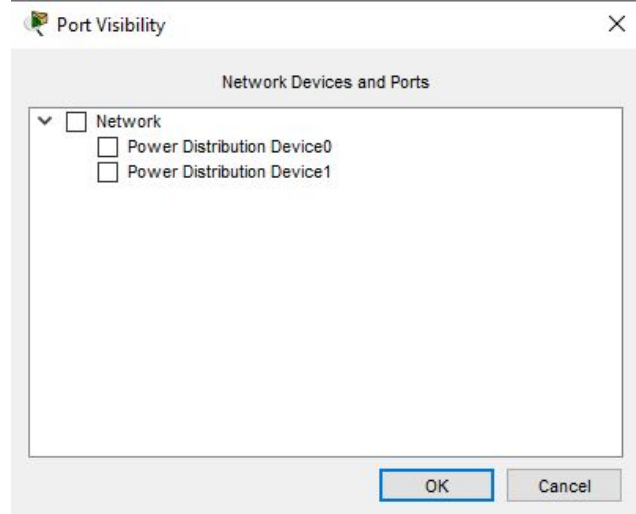 Port Visibility
Network Devices and Ports
Network
Power Distribution Device0
Power Distribution Device1
OK
Cancel